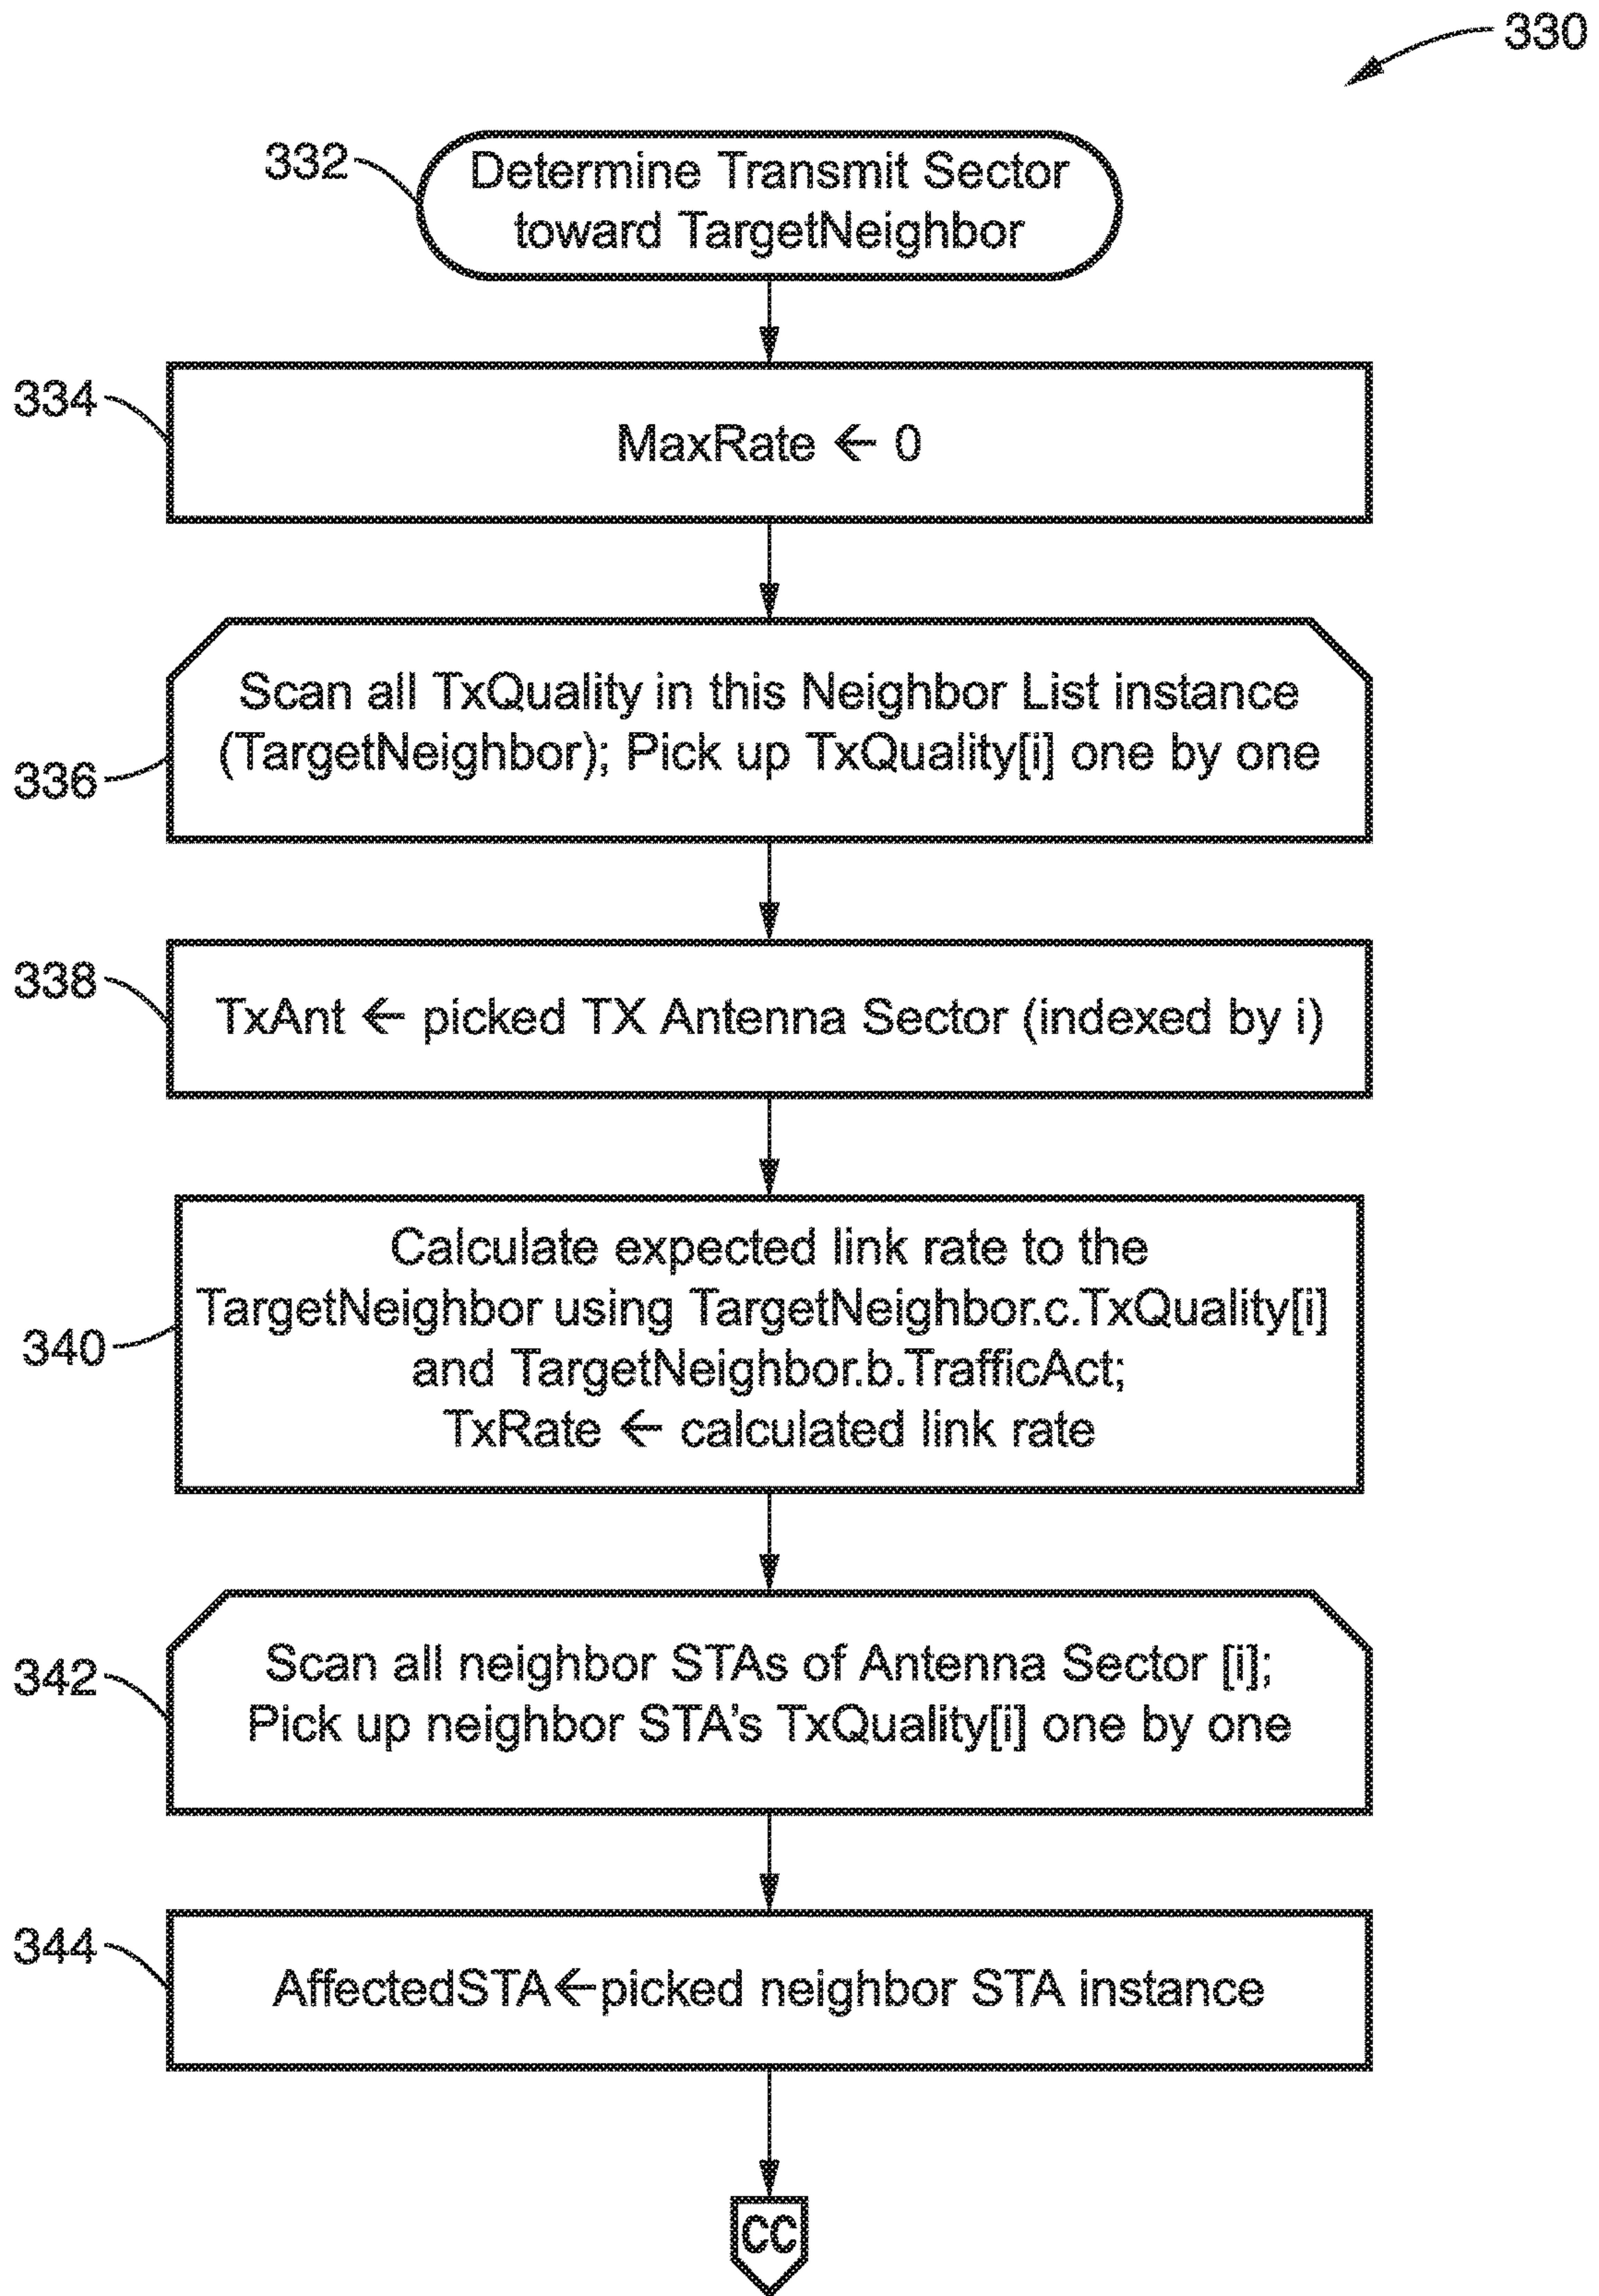 330
332
Determine Transmit Sector
toward TargetNeighbor
334
MaxRate ← 0
336
Scan all TxQuality in this Neighbor List instance
(TargetNeighbor); Pick up TxQuality[i] one by one
338
TxAnt ← picked TX Antenna Sector (indexed by i)
340
Calculate expected link rate to the
TargetNeighbor using TargetNeighbor.c.TxQuality[i]
and TargetNeighbor.b.TrafficAct;
TxRate ← calculated link rate
342
Scan all neighbor STAs of Antenna Sector [i];
Pick up neighbor STA's TxQuality[i] one by one
344
AffectedSTA←picked neighbor STA instance
CC